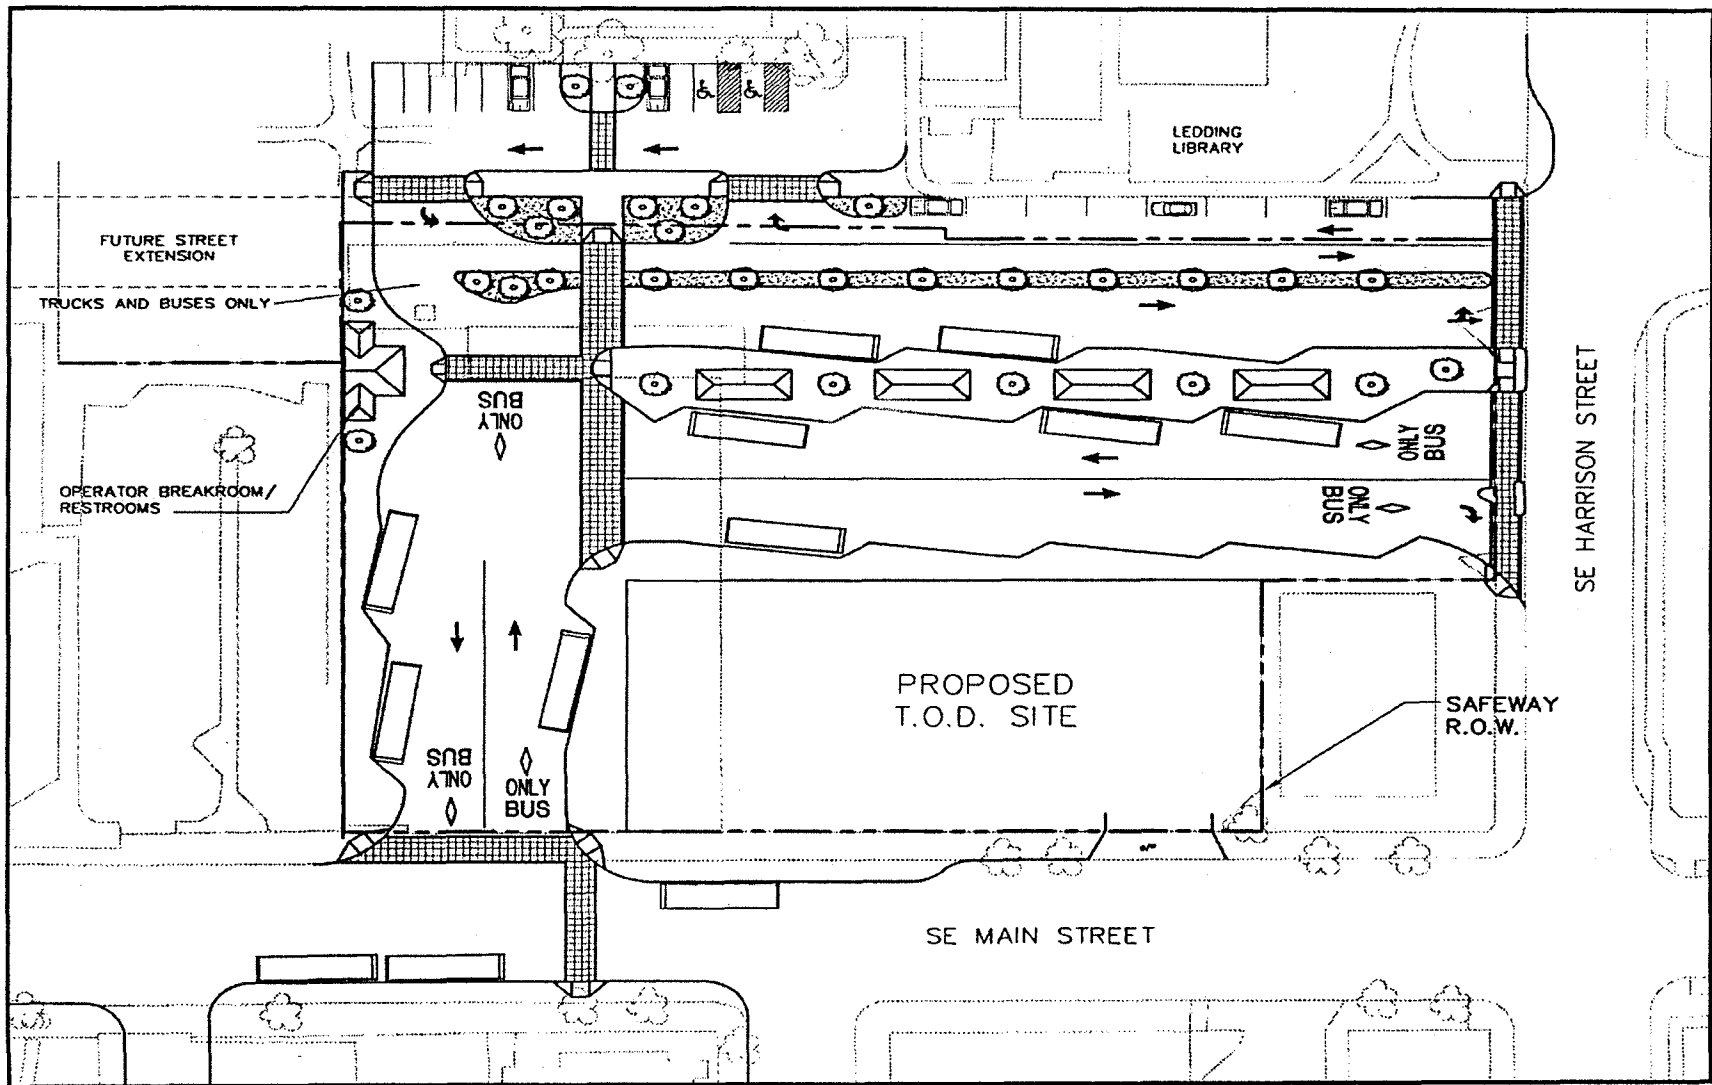 LEDDING
LIBRARY
FUTURE STREET
EXTENSION
TRUCKS AND BUSES ONLY
ONLY
BUS
ONLY
BUS
ONLY
BUS
SE HARRISON STREET
OPERATOR BREAKROOM/
RESTROOMS
PROPOSED
T.O.D. SITE
SAFEWAY
R.O.W.
ONLY
BUS
ONLY
BUS
SE MAIN STREET